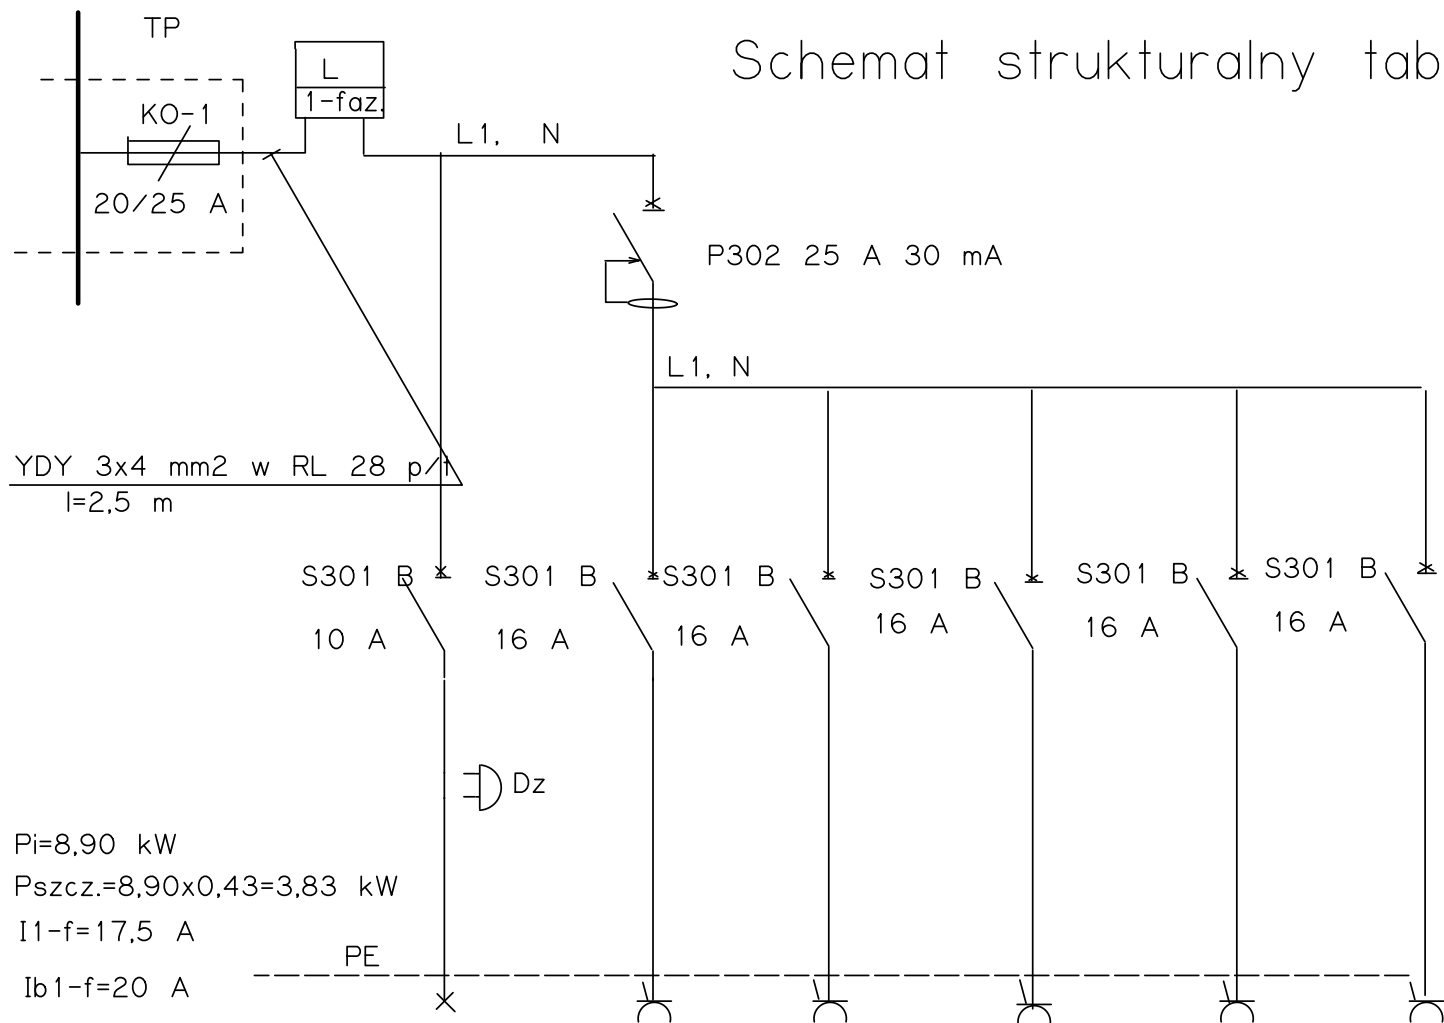 TP
Schemat strukturalny tab
L
1-faz.
KO-1
20/25 A
L1, N
P302 25 A 30 mA
L1, N
YDY 3x4 mm2 w RL 28 p/t
l=2,5 m
S301 B
10 A
S301 B
16 A
S301 B
16 A
S301 B
16 A
S301 B
16 A
S301 B
16 A
Dz
Pi=8,90 kW
Pszcz.=8,90x0,43=3,83 kW
I1-f=17,5 A
Ib1-f=20 A
PE